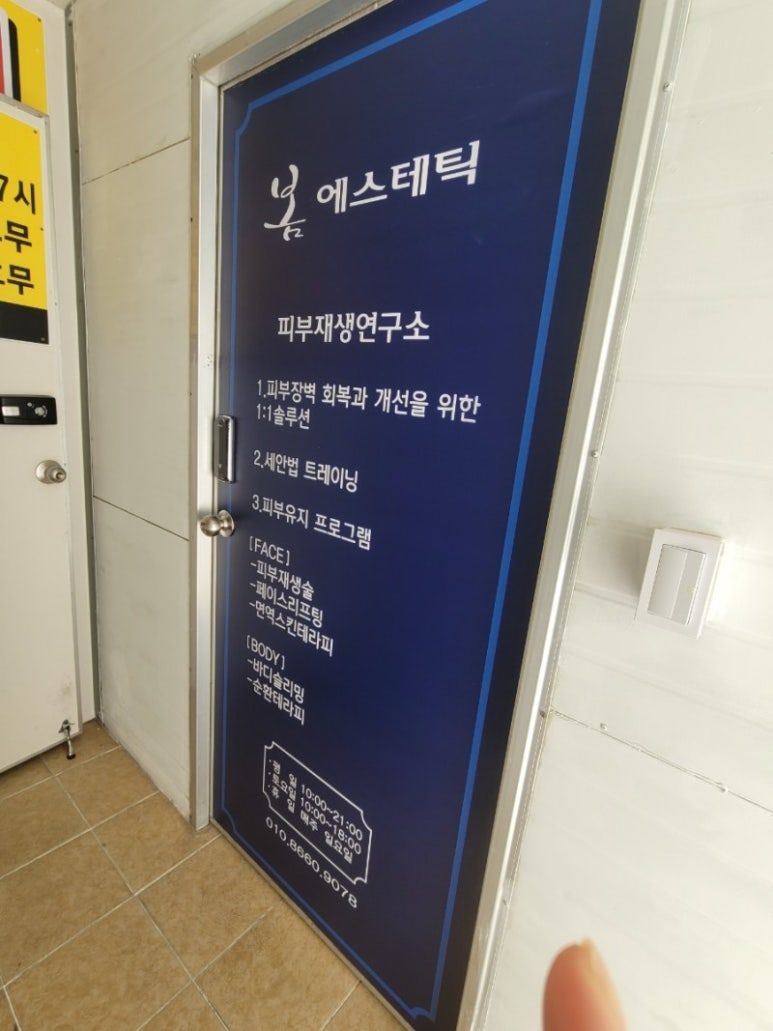 7시
무
무
봄 에스테틱
피부재생연구소
1.피부장벽 회복과 개선을 위한
1:1솔루션
2.세안법 트레이닝
3.피부유지 프로그램
[FACE]
-피부재생술
-페이스리프팅
-면역스킨테라피
[BODY]
-바디슬리밍
-순환테라피
·평 일 10:00~21:00
·토요일 10:00~18:00
·휴 일 매주 일요일
010.8660.9078